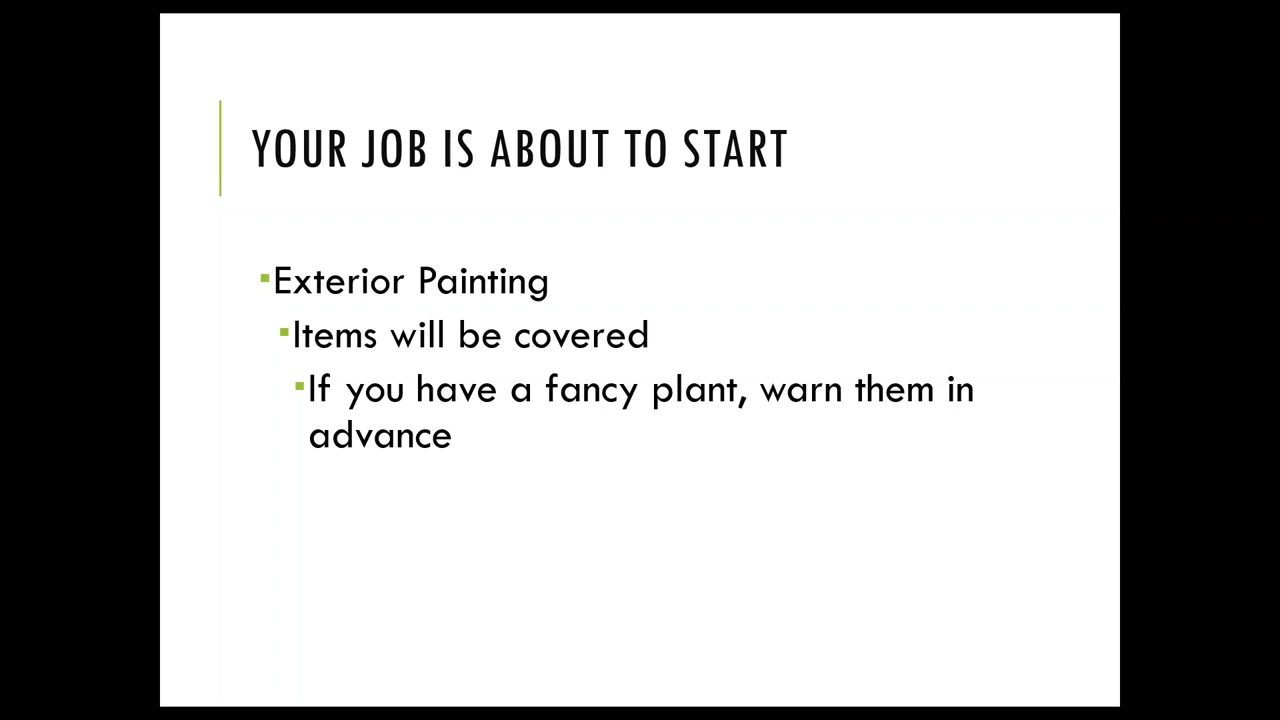 YOUR JOB IS ABOUT TO START
▪Exterior Painting
▪Items will be covered
▪If you have a fancy plant, warn them in
advance